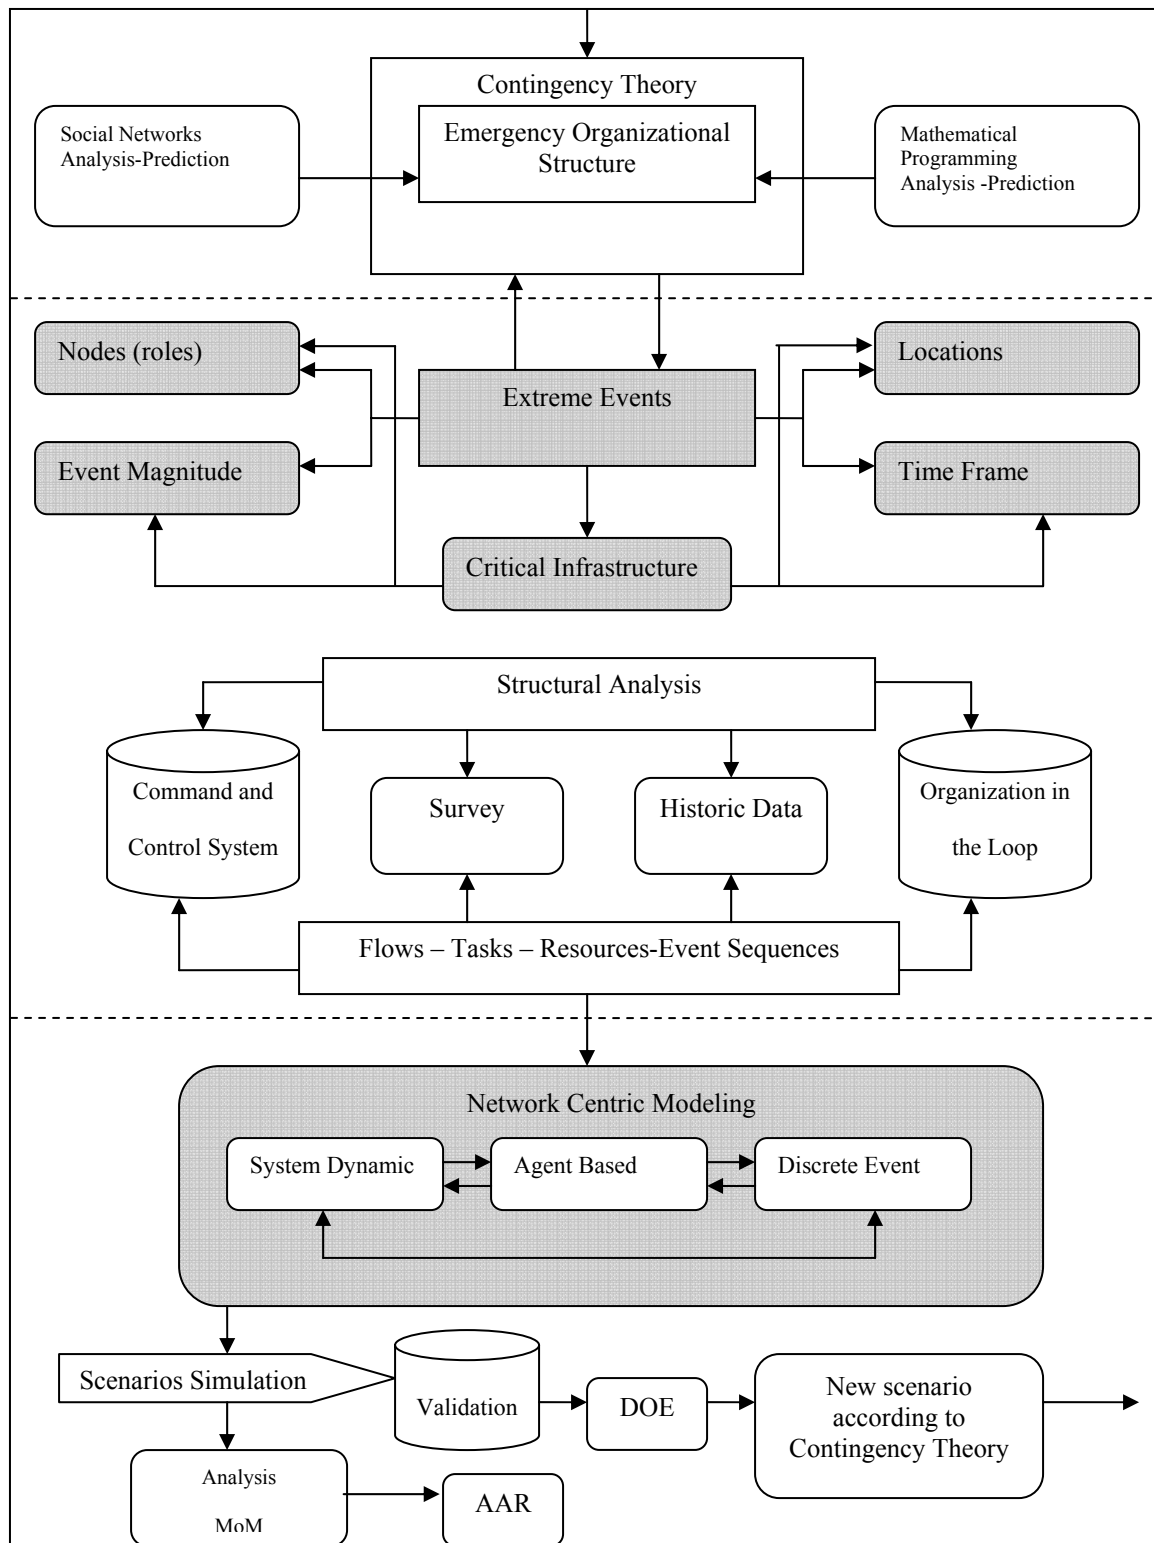 Contingency Theory
Emergency Organizational
Structure
Social Networks
Analysis-Prediction
Mathematical
Programming
Analysis -Prediction
Nodes (roles)
Locations
Extreme Events
Event Magnitude
Time Frame
Critical Infrastructure
Structural Analysis
Command and
Control System
Survey
Historic Data
Organization in
the Loop
Flows – Tasks – Resources-Event Sequences
Network Centric Modeling
System Dynamic
Agent Based
Discrete Event
Scenarios Simulation
Validation
DOE
New scenario
according to
Contingency Theory
Analysis
MoM
AAR